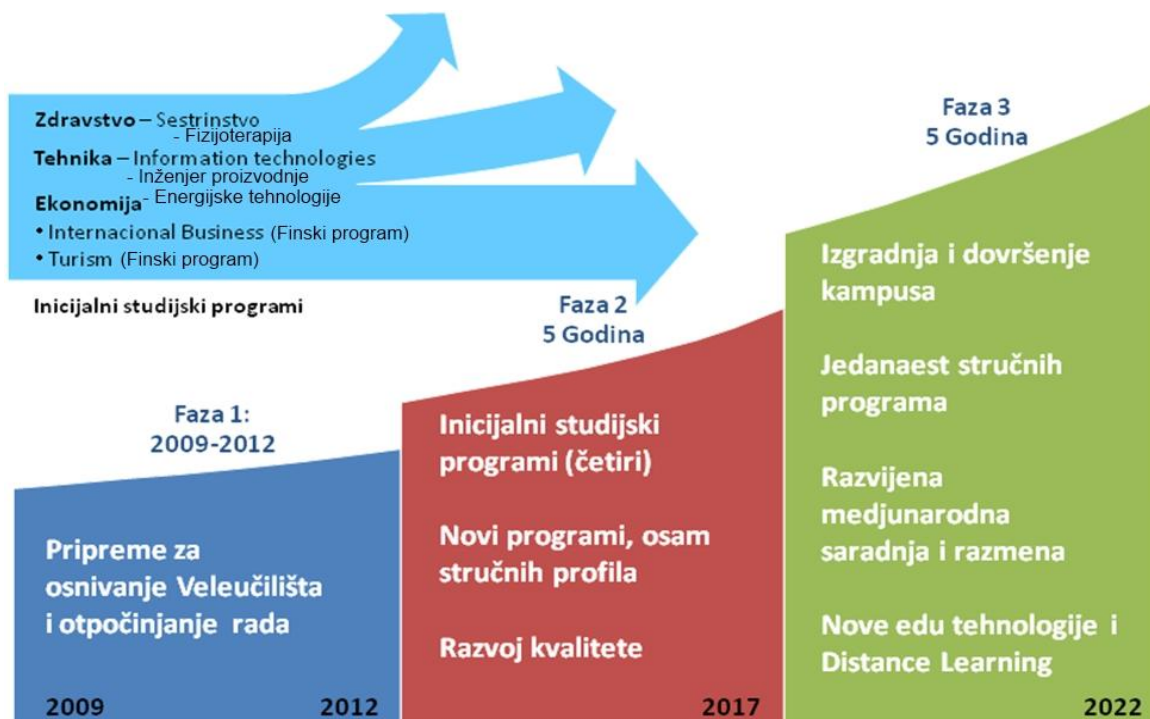 Zdravstvo – Sestrinstvo
- Fizijoterapija
Tehnika – Information technologies
- Inženjer proizvodnje
- Energijske tehnologije
Ekonomija
• Internacional Business (Finski program)
• Turism (Finski program)
Inicijalni studijski programi
Faza 1:
2009-2012
Pripreme za
osnivanje Veleučilišta
i otpočinjanje rada
2009
2012
Faza 2
5 Godina
Inicijalni studijski
programi (četiri)
Novi programi, osam
stručnih profila
Razvoj kvalitete
2017
Faza 3
5 Godina
Izgradnja i dovršenje
kampusa
Jedanaest stručnih
programa
Razvijena
medjunarodna
saradnja i razmena
Nove edu tehnologije i
Distance Learning
2022